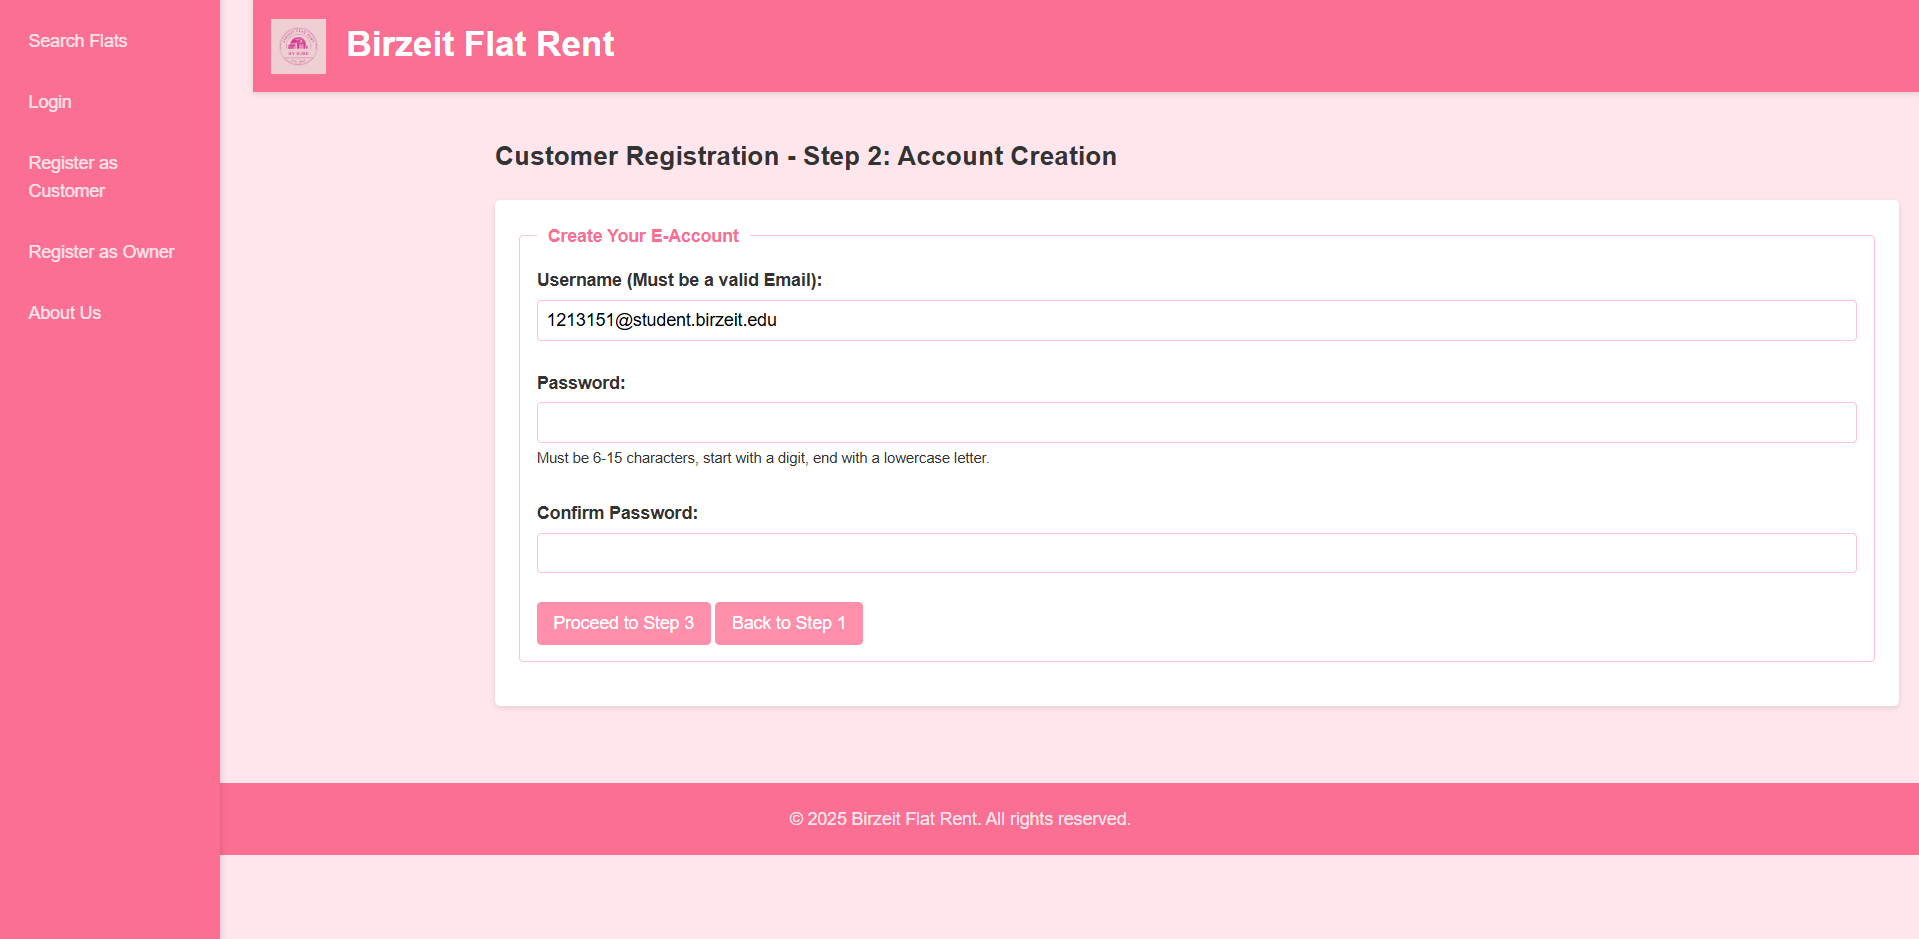 Search Flats
Login
Register as
Customer
Register as Owner
About Us
Birzeit Flat Rent
Customer Registration - Step 2: Account Creation
Create Your E-Account
Username (Must be a valid Email):
1213151@student.birzeit.edu
Password:
Must be 6-15 characters, start with a digit, end with a lowercase letter.
Confirm Password:
Proceed to Step 3
Back to Step 1
© 2025 Birzeit Flat Rent. All rights reserved.